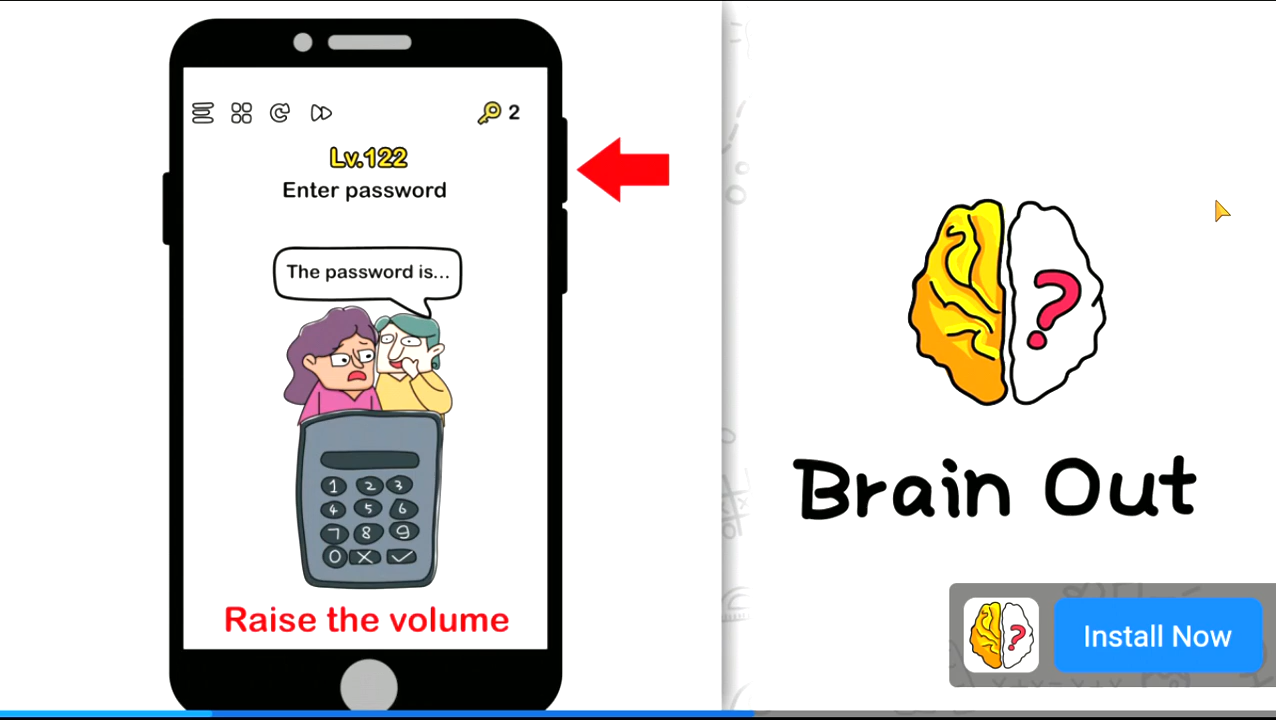 2
Lv.122
Enter password
The password is...
1 2 3
4 5 6
7 8 9
0
Raise the volume
?
Brain Out
?
Install Now